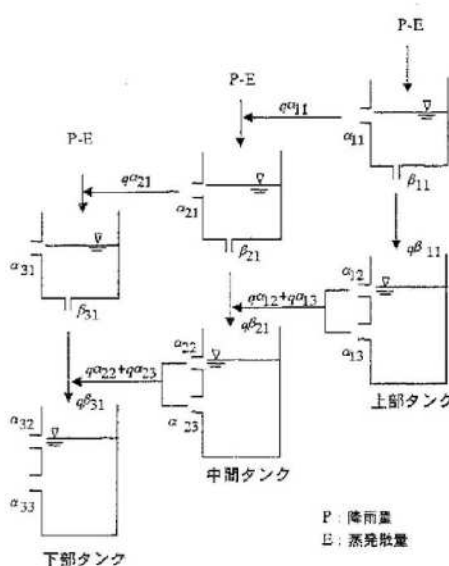 P-E
P-E
qα11
α11
P-E
qα21
β11
α21
qβ11
β21
α12
α31
qα12+qα13
qβ21
β31
α22
α13
qα22+qα23
上部タンク
qβ31
α32
α 23
中間タンク
α33
P：降雨量
E：蒸発散量
下部タンク